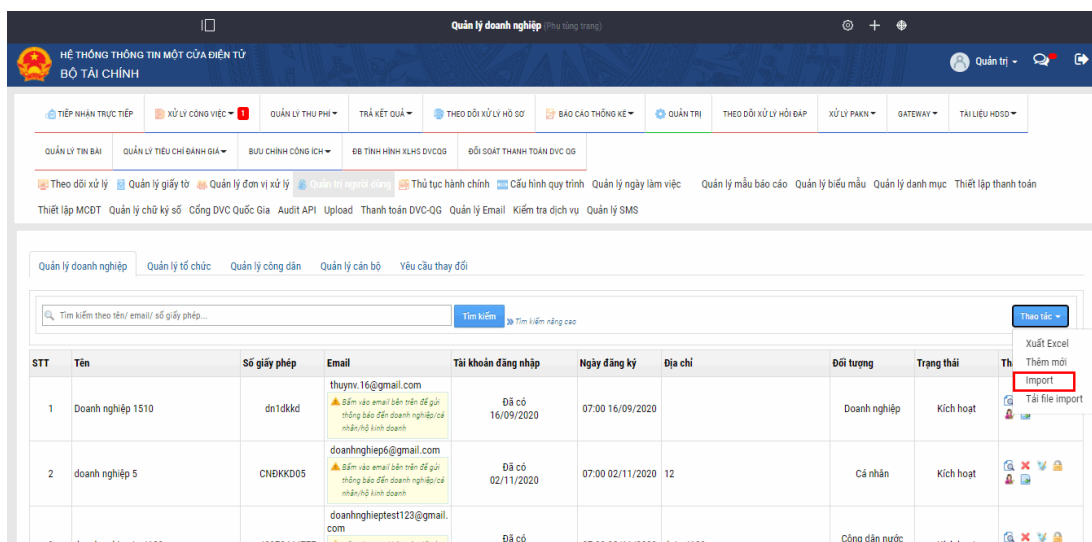 Quản lý doanh nghiệp (Phụ tùng trang)
HỆ THỐNG THÔNG TIN MỘT CỬA ĐIỆN TỬ
BỘ TÀI CHÍNH
Quản trị
TIẾP NHẬN TRỰC TIẾP XỬ LÝ CÔNG VIỆC 1 QUẢN LÝ THU PHÍ TRẢ KẾT QUẢ THEO DÕI XỬ LÝ HỒ SƠ BÁO CÁO THỐNG KÊ QUẢN TRỊ THEO DÕI XỬ LÝ HỎI ĐÁP XỬ LÝ PAKN GATEWAY TÀI LIỆU HDSD
QUẢN LÝ TIN BÀI QUẢN LÝ TIÊU CHÍ ĐÁNH GIÁ BƯU CHÍNH CÔNG ÍCH ĐB TÌNH HÌNH XLHS DVCQG ĐỐI SOÁT THANH TOÁN DVC QG
Theo dõi xử lý Quản lý giấy tờ Quản lý đơn vị xử lý Quản trị người dùng Thủ tục hành chính Cấu hình quy trình Quản lý ngày làm việc Quản lý mẫu báo cáo Quản lý biểu mẫu Quản lý danh mục Thiết lập thanh toán
Thiết lập MCĐT Quản lý chữ ký số Cổng DVC Quốc Gia Audit API Upload Thanh toán DVC-QG Quản lý Email Kiểm tra dịch vụ Quản lý SMS
Quản lý doanh nghiệp Quản lý tổ chức Quản lý công dân Quản lý cán bộ Yêu cầu thay đổi
Tìm kiếm theo tên/ email/ số giấy phép... Tìm kiếm Tìm kiếm nâng cao Thao tác
Xuất Excel
Thêm mới
Import
Tải file import
STT Tên Số giấy phép Email Tài khoản đăng nhập Ngày đăng ký Địa chỉ Đối tượng Trạng thái Th
thuynv.16@gmail.com
1 Doanh nghiệp 1510 dn1dkkd Bấm vào email bên trên để gửi thông báo đến doanh nghiệp/cá nhân/hộ kinh doanh Đã có 16/09/2020 07:00 16/09/2020 Doanh nghiệp Kích hoạt
doanhnghiep6@gmail.com
2 doanh nghiệp 5 CNĐKKD05 Bấm vào email bên trên để gửi thông báo đến doanh nghiệp/cá nhân/hộ kinh doanh Đã có 02/11/2020 07:00 02/11/2020 12 Cá nhân Kích hoạt
doanhnghieptest123@gmail.
com
Đã có Công dân nước